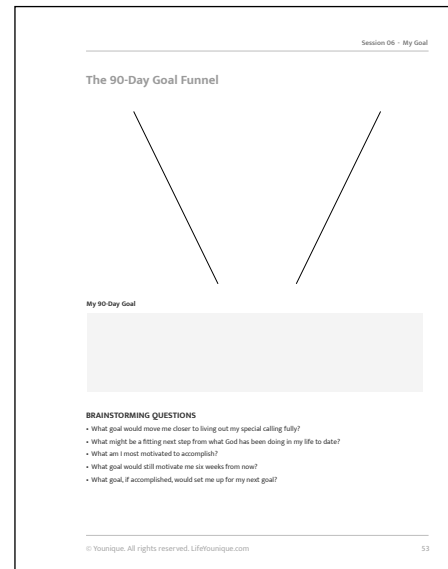 Session 06 - My Goal
The 90-Day Goal Funnel
My 90-Day Goal
BRAINSTORMING QUESTIONS
• What goal would move me closer to living out my special calling fully?
• What might be a fitting next step from what God has been doing in my life to date?
• What am I most motivated to accomplish?
• What goal would still motivate me six weeks from now?
• What goal, if accomplished, would set me up for my next goal?
© Younique. All rights reserved. LifeYounique.com
53